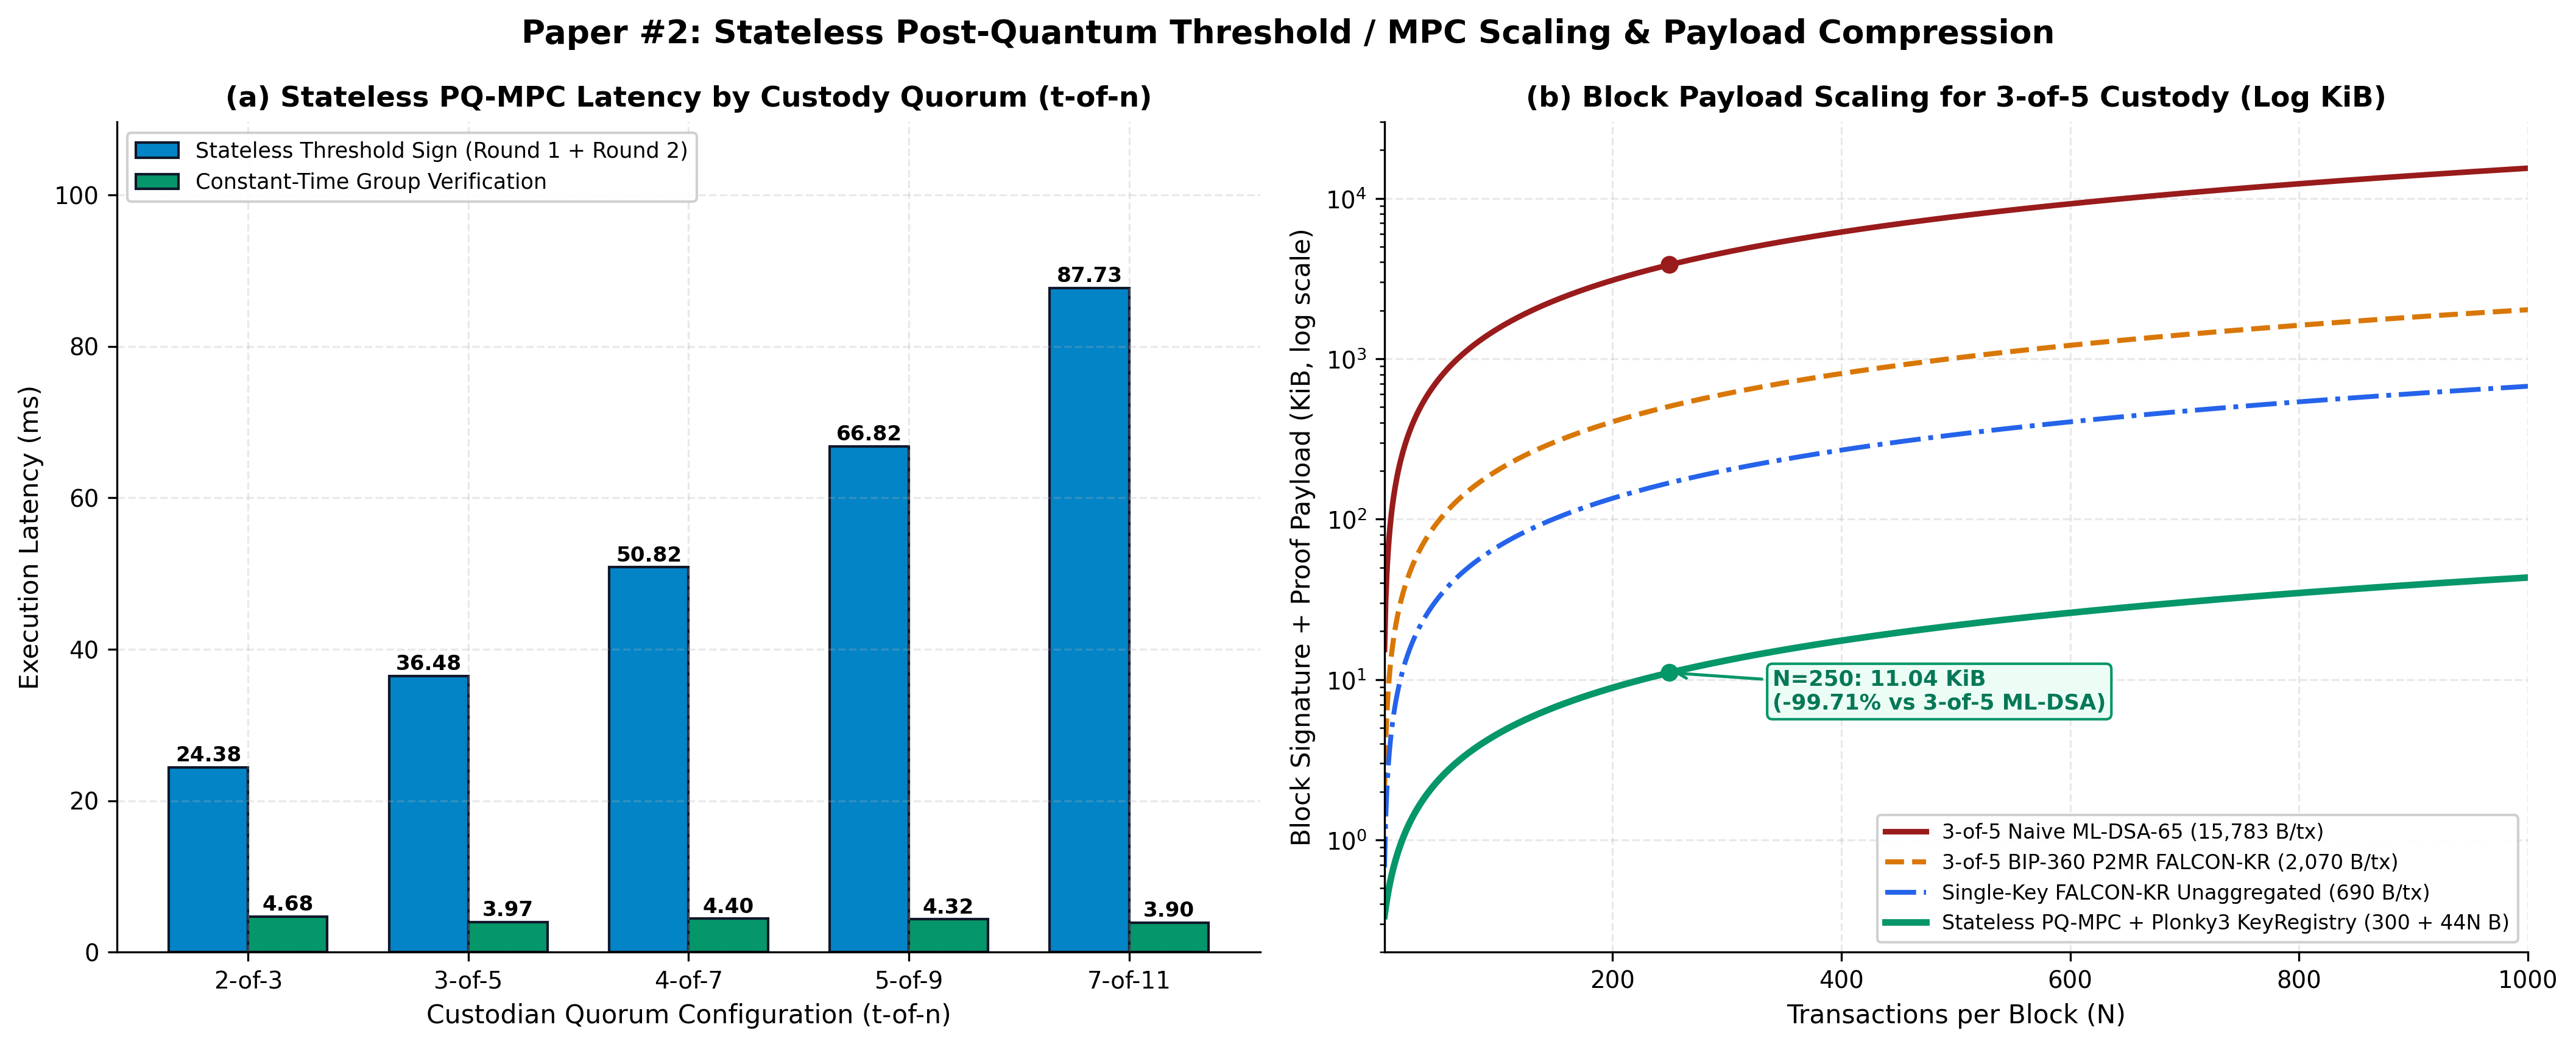 Paper #2: Stateless Post-Quantum Threshold / MPC Scaling & Payload Compression
(a) Stateless PQ-MPC Latency by Custody Quorum (t-of-n)
Stateless Threshold Sign (Round 1 + Round 2)
Constant-Time Group Verification
Execution Latency (ms)
100
80
60
40
20
0
24.38
4.68
36.48
3.97
50.82
4.40
66.82
4.32
87.73
3.90
2-of-3
3-of-5
4-of-7
5-of-9
7-of-11
Custodian Quorum Configuration (t-of-n)
(b) Block Payload Scaling for 3-of-5 Custody (Log KiB)
Block Signature + Proof Payload (KiB, log scale)
10⁴
10³
10²
10¹
10⁰
N=250: 11.04 KiB
(-99.71% vs 3-of-5 ML-DSA)
3-of-5 Naive ML-DSA-65 (15,783 B/tx)
3-of-5 BIP-360 P2MR FALCON-KR (2,070 B/tx)
Single-Key FALCON-KR Unaggregated (690 B/tx)
Stateless PQ-MPC + Plonky3 KeyRegistry (300 + 44N B)
200
400
600
800
1000
Transactions per Block (N)